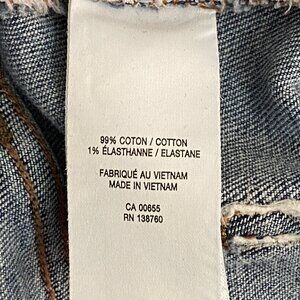 99% COTON / COTTON
1% ÉLASTHANNE / ELASTANE
FABRIQUÉ AU VIETNAM
MADE IN VIETNAM
CA 00655
RN 138760